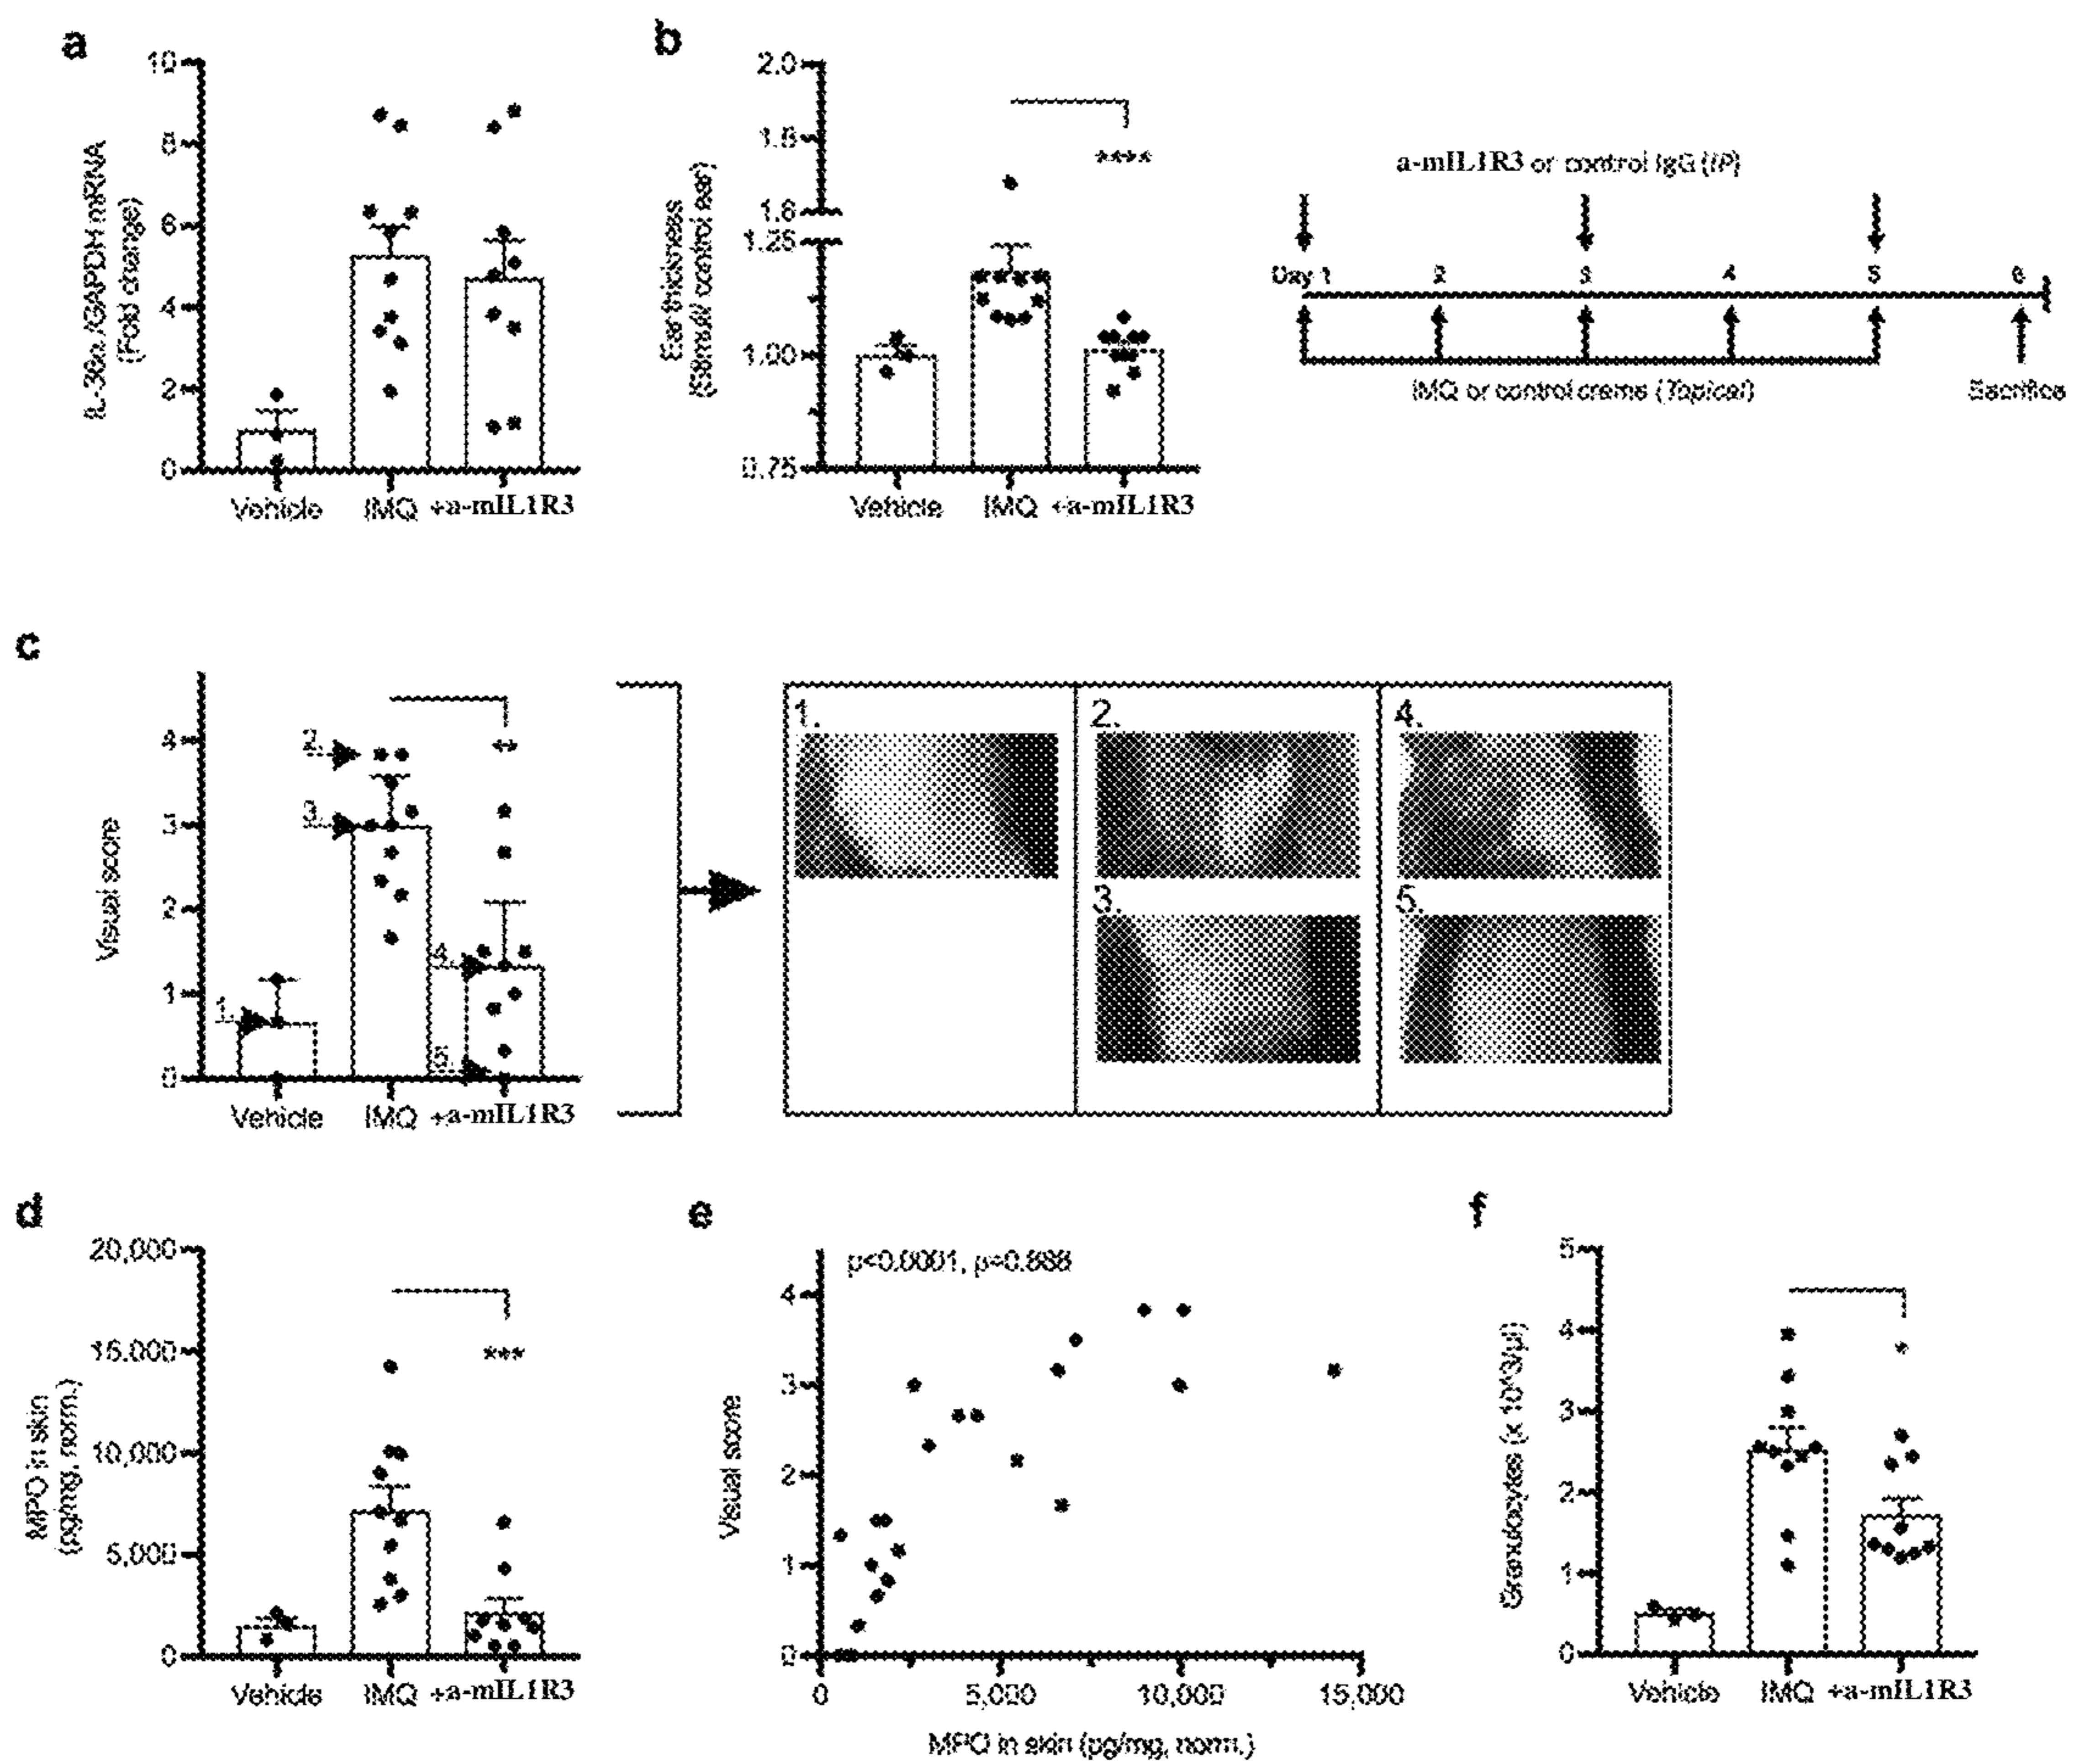 a
10
8
6
4
2
0
IL-36α /GAPDH mRNA
(Fold change)
Vehicle IMQ +a-mIL1R3
b
2.0
1.8
1.6
1.25
1.00
0.75
Ear thickness
(Stimuli/ control ear)
****
Vehicle IMQ +a-mIL1R3
a-mIL1R3 or control IgG (IP)
Day 1 2 3 4 5 6
IMQ or control creme (Topical)
Sacrifice
c
4
3
2
1
0
Visual score
1.
2.
3.
4.
5.
**
Vehicle IMQ +a-mIL1R3
1. 2. 4.
3. 5.
d
20,000
15,000
10,000
5,000
0
MPO in skin
(pg/mg, norm.)
***
Vehicle IMQ +a-mIL1R3
e
p<0.0001,
4
3
2
1
0
Visual score
0 5,000 10,000 15,000
MPO in skin (pg/mg, norm.)
f
5
4
3
2
1
0
Granulocytes (x 10^3/µl)
*
Vehicle IMQ +a-mIL1R3